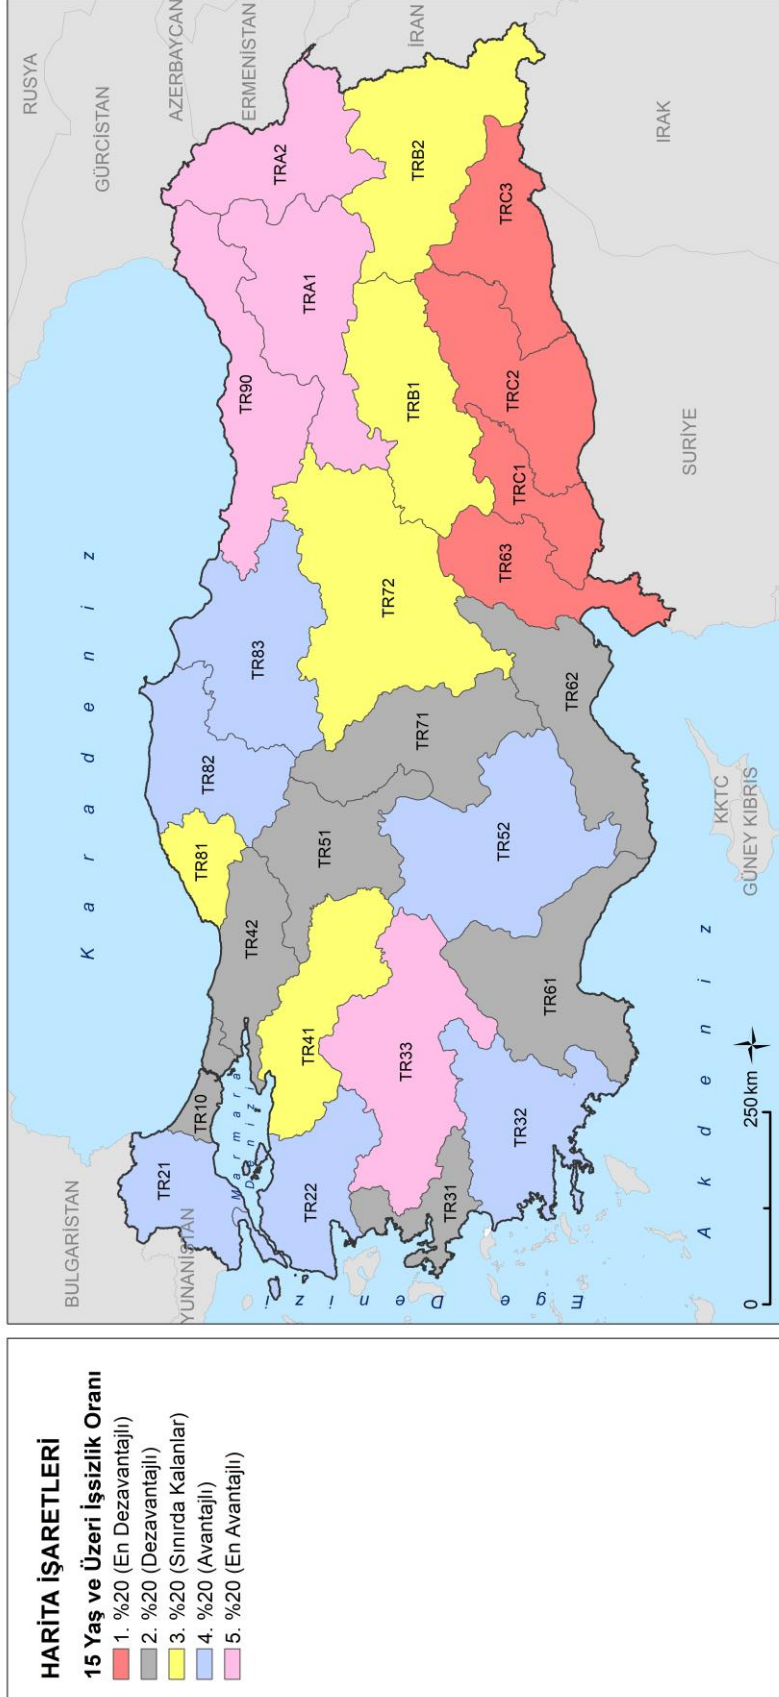 HARİTA İŞARETLERİ
15 Yaş ve Üzeri İşsizlik Oranı
1. %20 (En Dezavantajlı)
2. %20 (Dezavantajlı)
3. %20 (Sınırda Kalanlar)
4. %20 (Avantajlı)
5. %20 (En Avantajlı)
RUSYA
GÜRCİSTAN
AZERBAYCAN
ERMENİSTAN
İRAN
IRAK
SURİYE
BULGARİSTAN
YUNANİSTAN
KKTC
GÜNEY KIBRIS
Karadeniz
Marmara
Denizi
Ege Denizi
Akdeniz
TR21
TR10
TR22
TR31
TR32
TR33
TR41
TR42
TR81
TR82
TR83
TR51
TR52
TR61
TR62
TR71
TR72
TR63
TR90
TRA1
TRA2
TRB1
TRB2
TRC1
TRC2
TRC3
0
250 km